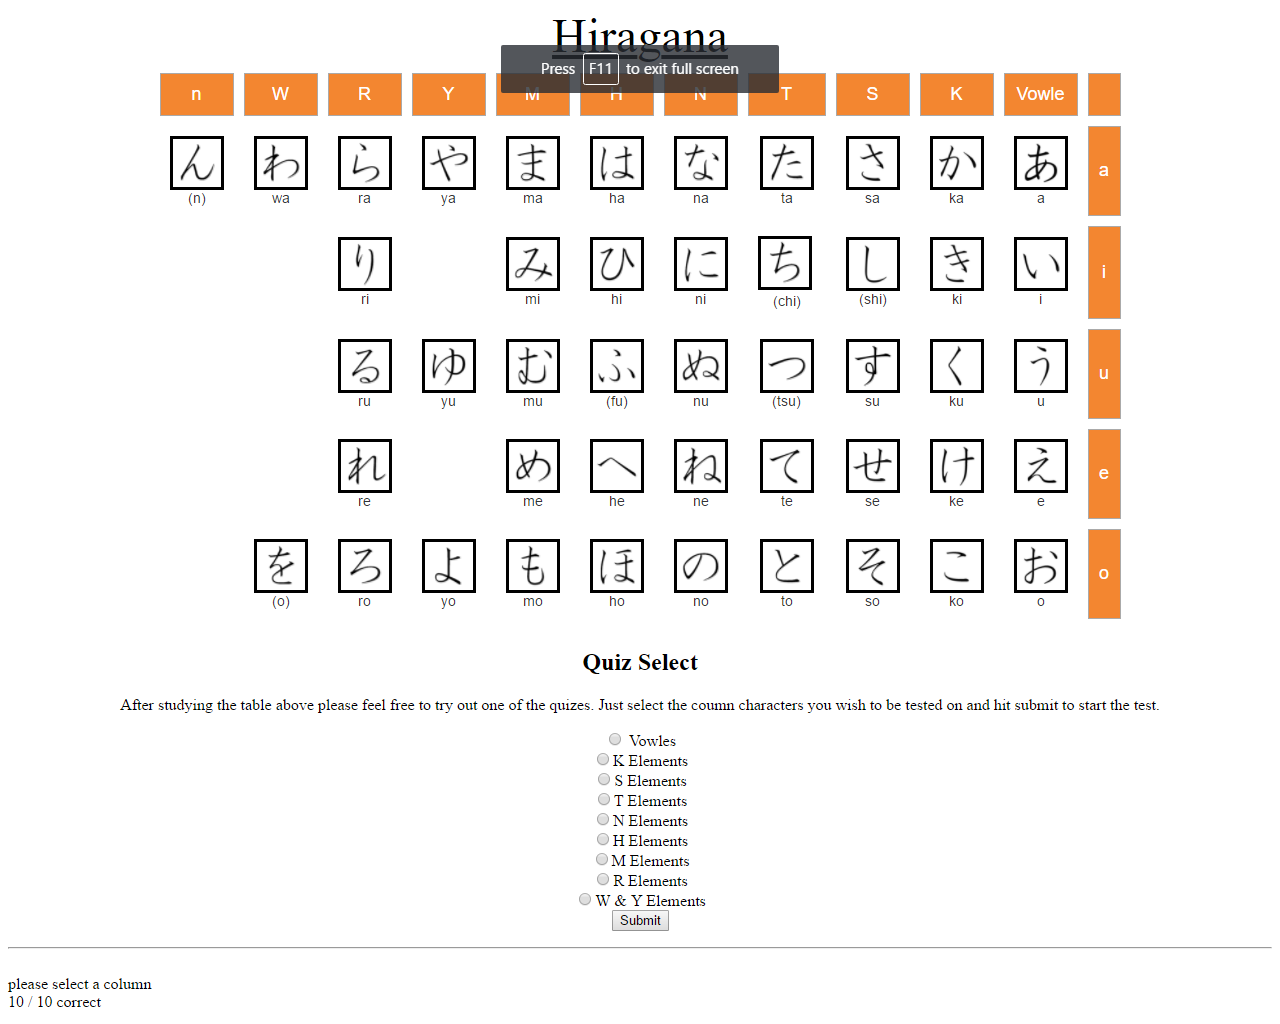 Hiragana
Press F11 to exit full screen
n W R Y M H N T S K Vowle
ん わ ら や ま は な た さ か あ a
(n) wa ra ya ma ha na ta sa ka a
り み ひ に ち し き い i
ri mi hi ni (chi) (shi) ki i
る ゆ む ふ ぬ つ す く う u
ru yu mu (fu) nu (tsu) su ku u
れ め へ ね て せ け え e
re me he ne te se ke e
を ろ よ も ほ の と そ こ お o
(o) ro yo mo ho no to so ko o
Quiz Select
After studying the table above please feel free to try out one of the quizes. Just select the coumn characters you wish to be tested on and hit submit to start the test.
Vowles
K Elements
S Elements
T Elements
N Elements
H Elements
M Elements
R Elements
W & Y Elements
Submit
please select a column
10 / 10 correct